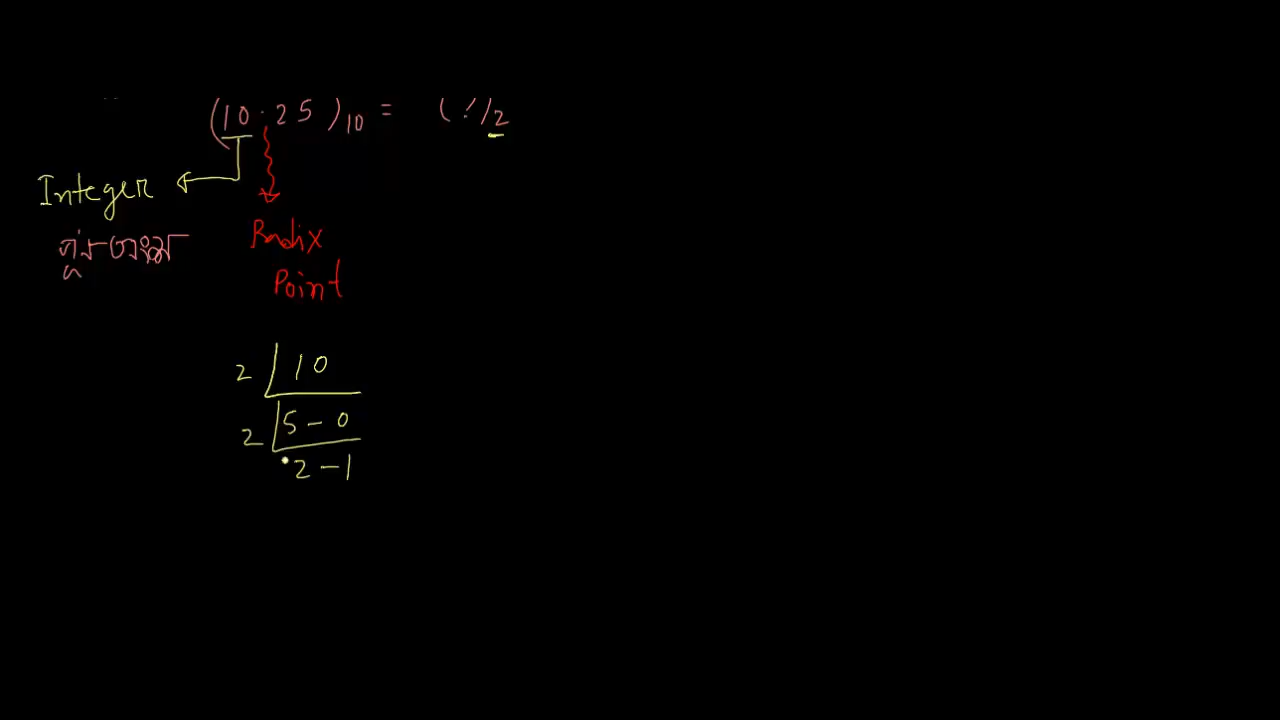 (10.25)10 = (?)2
Integer
পূর্ণ সংখ্যা
Radix
Point
2 | 10
2 | 5 - 0
2 - 1